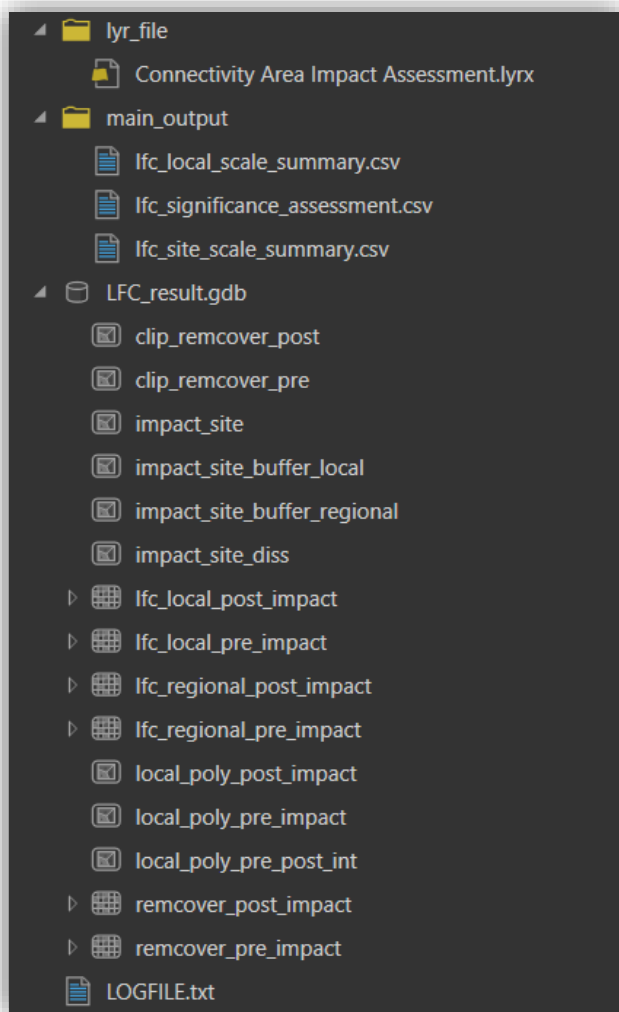 lyr_file
Connectivity Area Impact Assessment.lyrx
main_output
lfc_local_scale_summary.csv
lfc_significance_assessment.csv
lfc_site_scale_summary.csv
LFC_result.gdb
clip_remcover_post
clip_remcover_pre
impact_site
impact_site_buffer_local
impact_site_buffer_regional
impact_site_diss
lfc_local_post_impact
lfc_local_pre_impact
lfc_regional_post_impact
lfc_regional_pre_impact
local_poly_post_impact
local_poly_pre_impact
local_poly_pre_post_int
remcover_post_impact
remcover_pre_impact
LOGFILE.txt